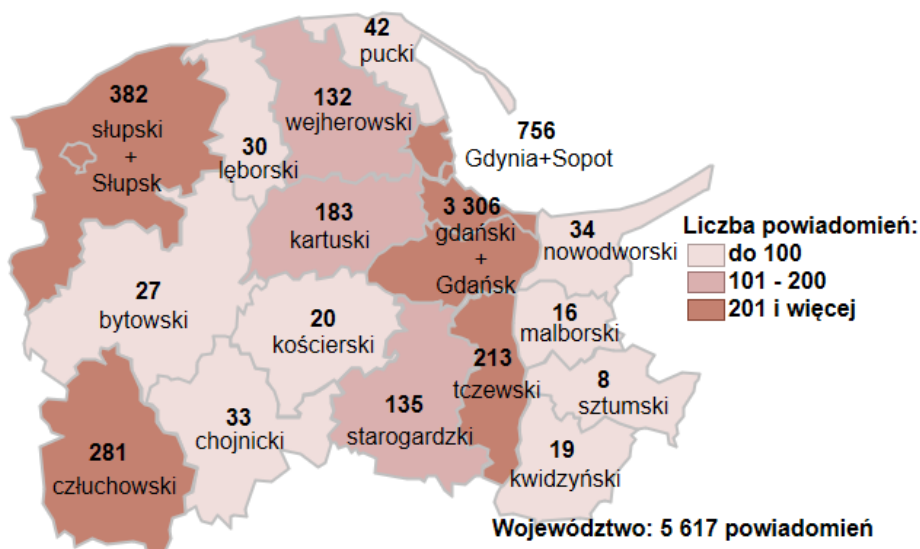 42
pucki
382
słupski
+
Słupsk
132
wejherowski
30
lęborski
756
Gdynia+Sopot
183
kartuski
3 306
gdański
+
Gdańsk
34
nowodworski
Liczba powiadomień:
do 100
101 - 200
201 i więcej
27
bytowski
20
kościerski
16
malborski
213
tczewski
8
sztumski
33
chojnicki
135
starogardzki
281
człuchowski
19
kwidzyński
Województwo: 5 617 powiadomień